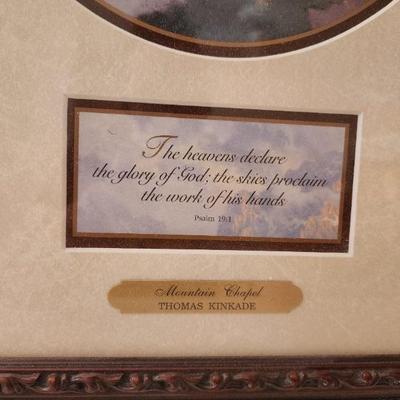 The heavens declare
the glory of God; the skies proclaim
the work of his hands
Psalm 19:1
Mountain Chapel
THOMAS KINKADE